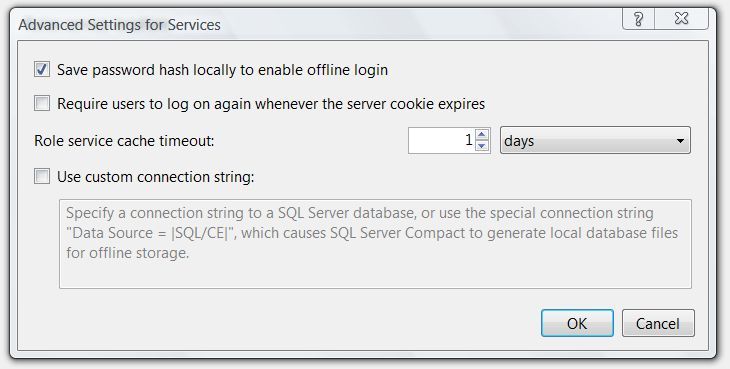 Advanced Settings for Services
Save password hash locally to enable offline login
Require users to log on again whenever the server cookie expires
Role service cache timeout: 1 days
Use custom connection string:
Specify a connection string to a SQL Server database, or use the special connection string
"Data Source = |SQL/CE|", which causes SQL Server Compact to generate local database files
for offline storage.
OK Cancel